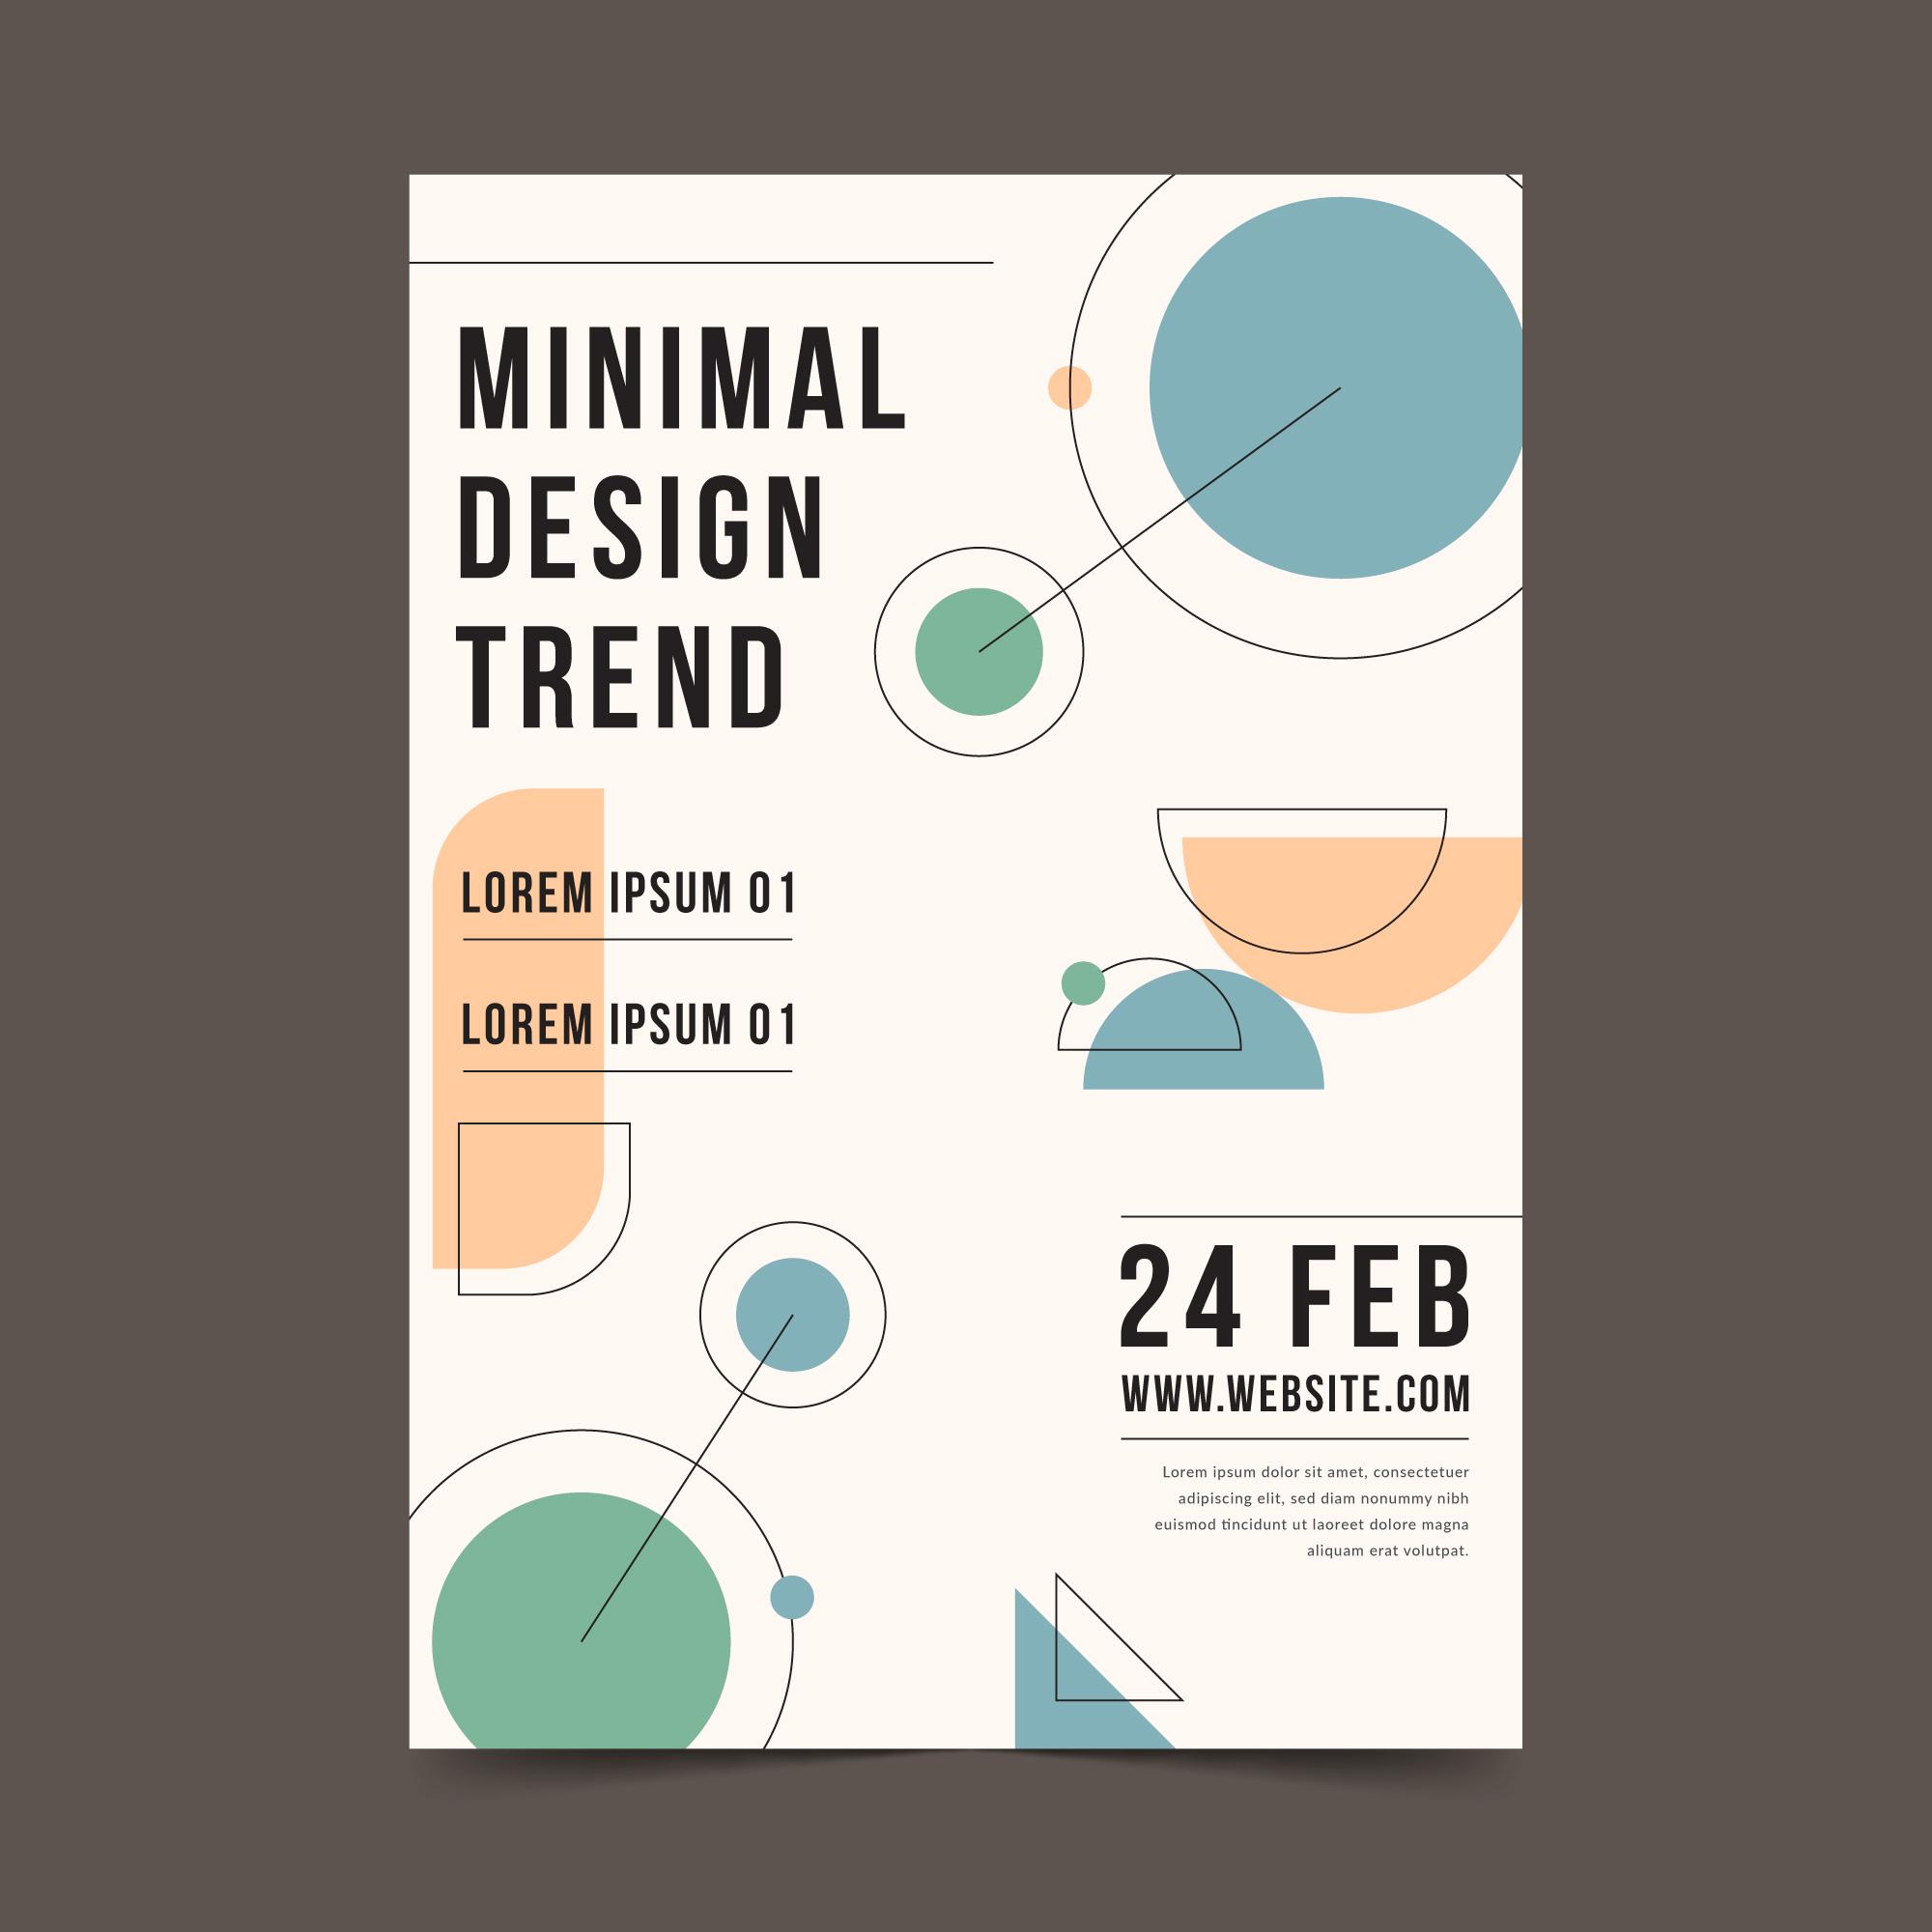 MINIMAL
DESIGN
TREND
LOREM IPSUM 01
LOREM IPSUM 01
24 FEB
WWW.WEBSITE.COM
Lorem ipsum dolor sit amet, consectetuer
adipiscing elit, sed diam nonummy nibh
euismod tincidunt ut laoreet dolore magna
aliquam erat volutpat.